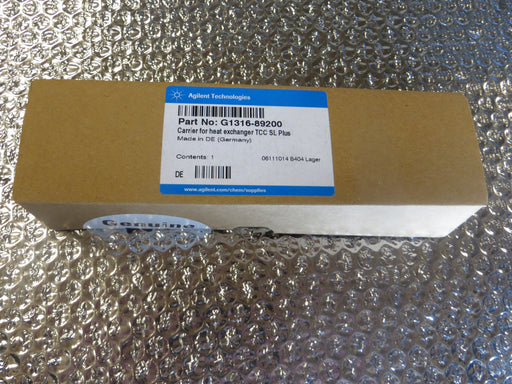 Agilent Technologies
Part No: G1316-89200
Carrier for heat exchanger TCC SL Plus
Made in DE (Germany)
Contents: 1
06111014 B404 Lager
DE
www.agilent.com/chem/supplies
Genuine